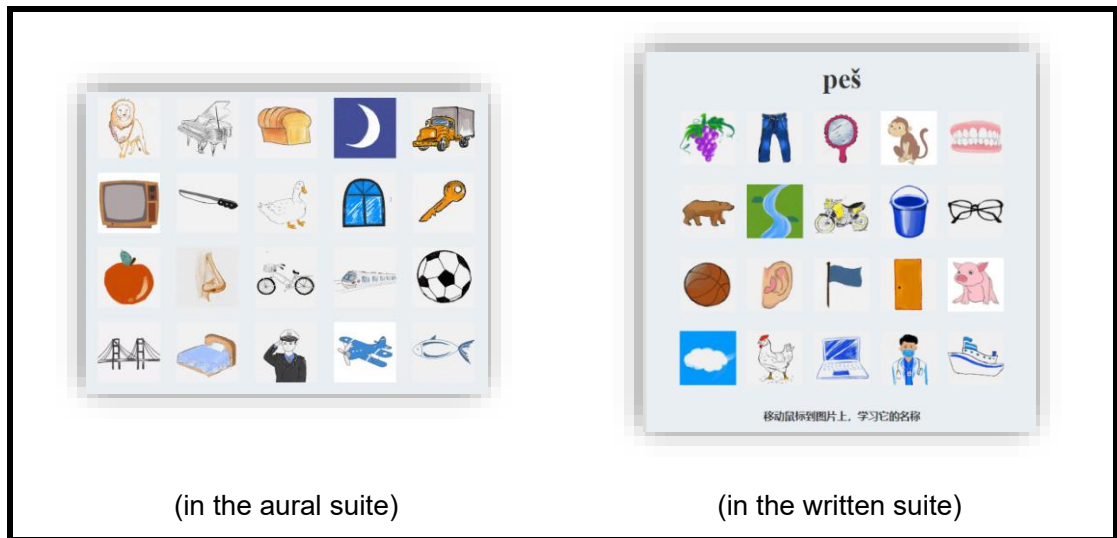 peš
移动鼠标到图片上，学习它的名称
(in the aural suite)
(in the written suite)